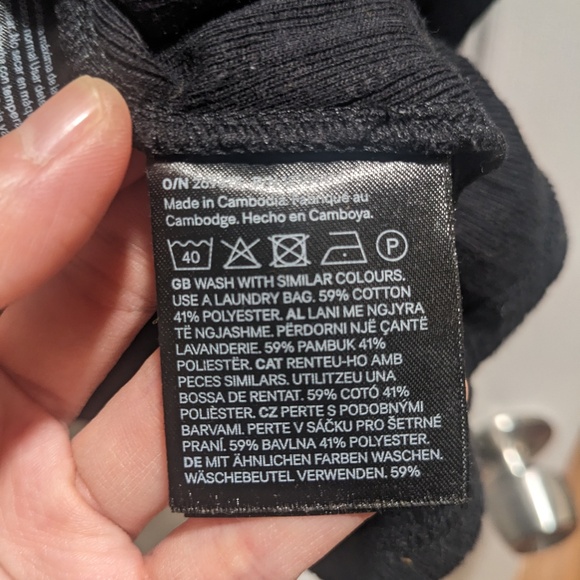 O/N
Made in Cambodia. Fabriqué au
Cambodge. Hecho en Camboya.
40
P
GB WASH WITH SIMILAR COLOURS.
USE A LAUNDRY BAG. 59% COTTON
41% POLYESTER. AL LANI ME NGJYRA
TË NGJASHME. PËRDORNI NJË ÇANTË
LAVANDERIE. 59% PAMBUK 41%
POLIESTËR. CAT RENTEU-HO AMB
PECES SIMILARS. UTILITZEU UNA
BOSSA DE RENTAT. 59% COTÓ 41%
POLIÈSTER. CZ PERTE S PODOBNÝMI
BARVAMI. PERTE V SÁČKU PRO ŠETRNÉ
PRANÍ. 59% BAVLNA 41% POLYESTER.
DE MIT ÄHNLICHEN FARBEN WASCHEN.
WÄSCHEBEUTEL VERWENDEN. 59%